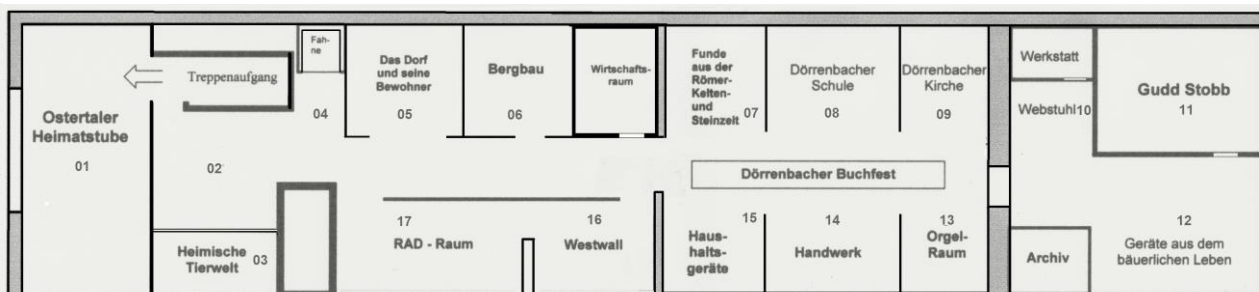 Ostertaler
Heimatstube
01
Treppenaufgang
02
Heimische
Tierwelt
03
Fah-
ne
04
Das Dorf
und seine
Bewohner
05
Bergbau
06
Wirtschafts-
raum
Funde
aus der
Römer-
Kelten-
und
Steinzeit
07
Dörrenbacher
Schule
08
Dörrenbacher
Kirche
09
Werkstatt
Webstuhl 10
Gudd Stobb
11
Dörrenbacher Buchfest
17
RAD - Raum
16
Westwall
15
Haus-
halts-
geräte
14
Handwerk
13
Orgel-
Raum
Archiv
12
Geräte aus dem
bäuerlichen Leben